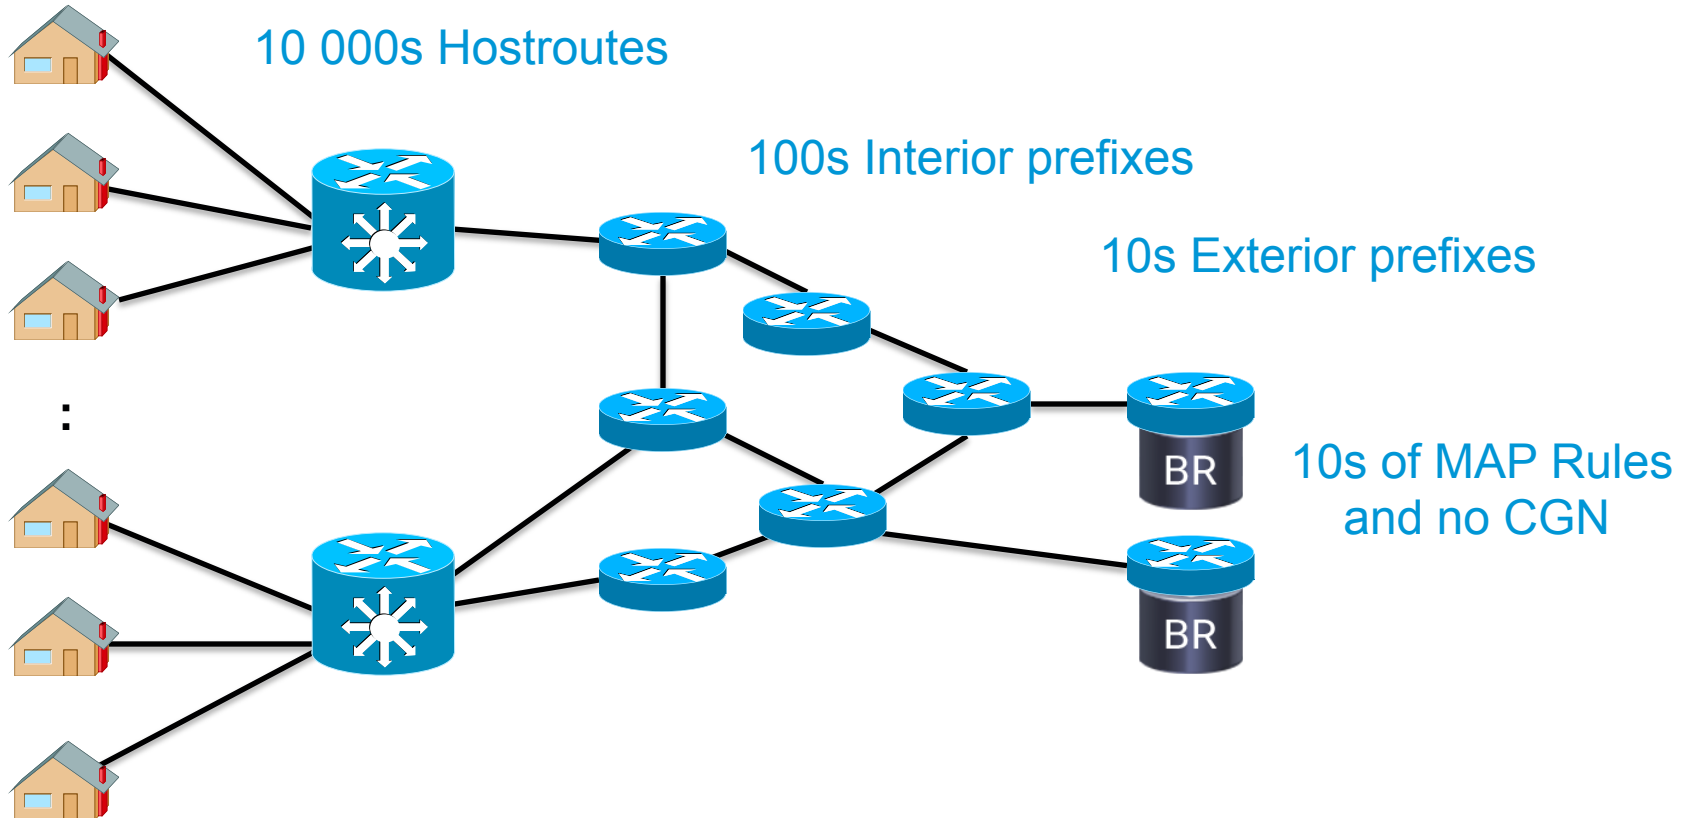 10 000s Hostroutes
100s Interior prefixes
10s Exterior prefixes
:
BR
10s of MAP Rules
and no CGN
BR